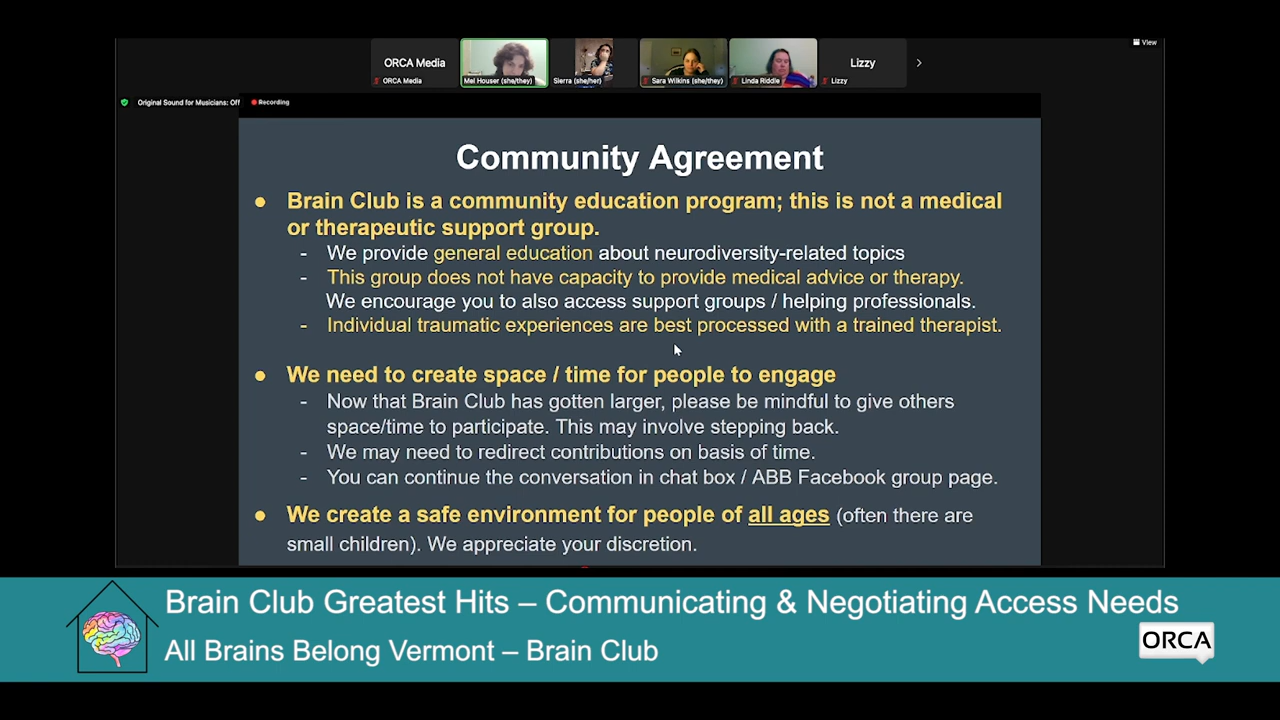 View
ORCA Media
Lizzy
ORCA Media
Mel Houser (she/they)
Sierra (she/her)
Sara Wilkins (she/they)
Linda Riddle
Lizzy
Original Sound for Musicians: Off
Recording
Community Agreement
● Brain Club is a community education program; this is not a medical
or therapeutic support group.
- We provide general education about neurodiversity-related topics
- This group does not have capacity to provide medical advice or therapy.
We encourage you to also access support groups / helping professionals.
- Individual traumatic experiences are best processed with a trained therapist.
● We need to create space / time for people to engage
- Now that Brain Club has gotten larger, please be mindful to give others
space/time to participate. This may involve stepping back.
- We may need to redirect contributions on basis of time.
- You can continue the conversation in chat box / ABB Facebook group page.
● We create a safe environment for people of all ages (often there are
small children). We appreciate your discretion.
Brain Club Greatest Hits – Communicating & Negotiating Access Needs
All Brains Belong Vermont – Brain Club
ORCA